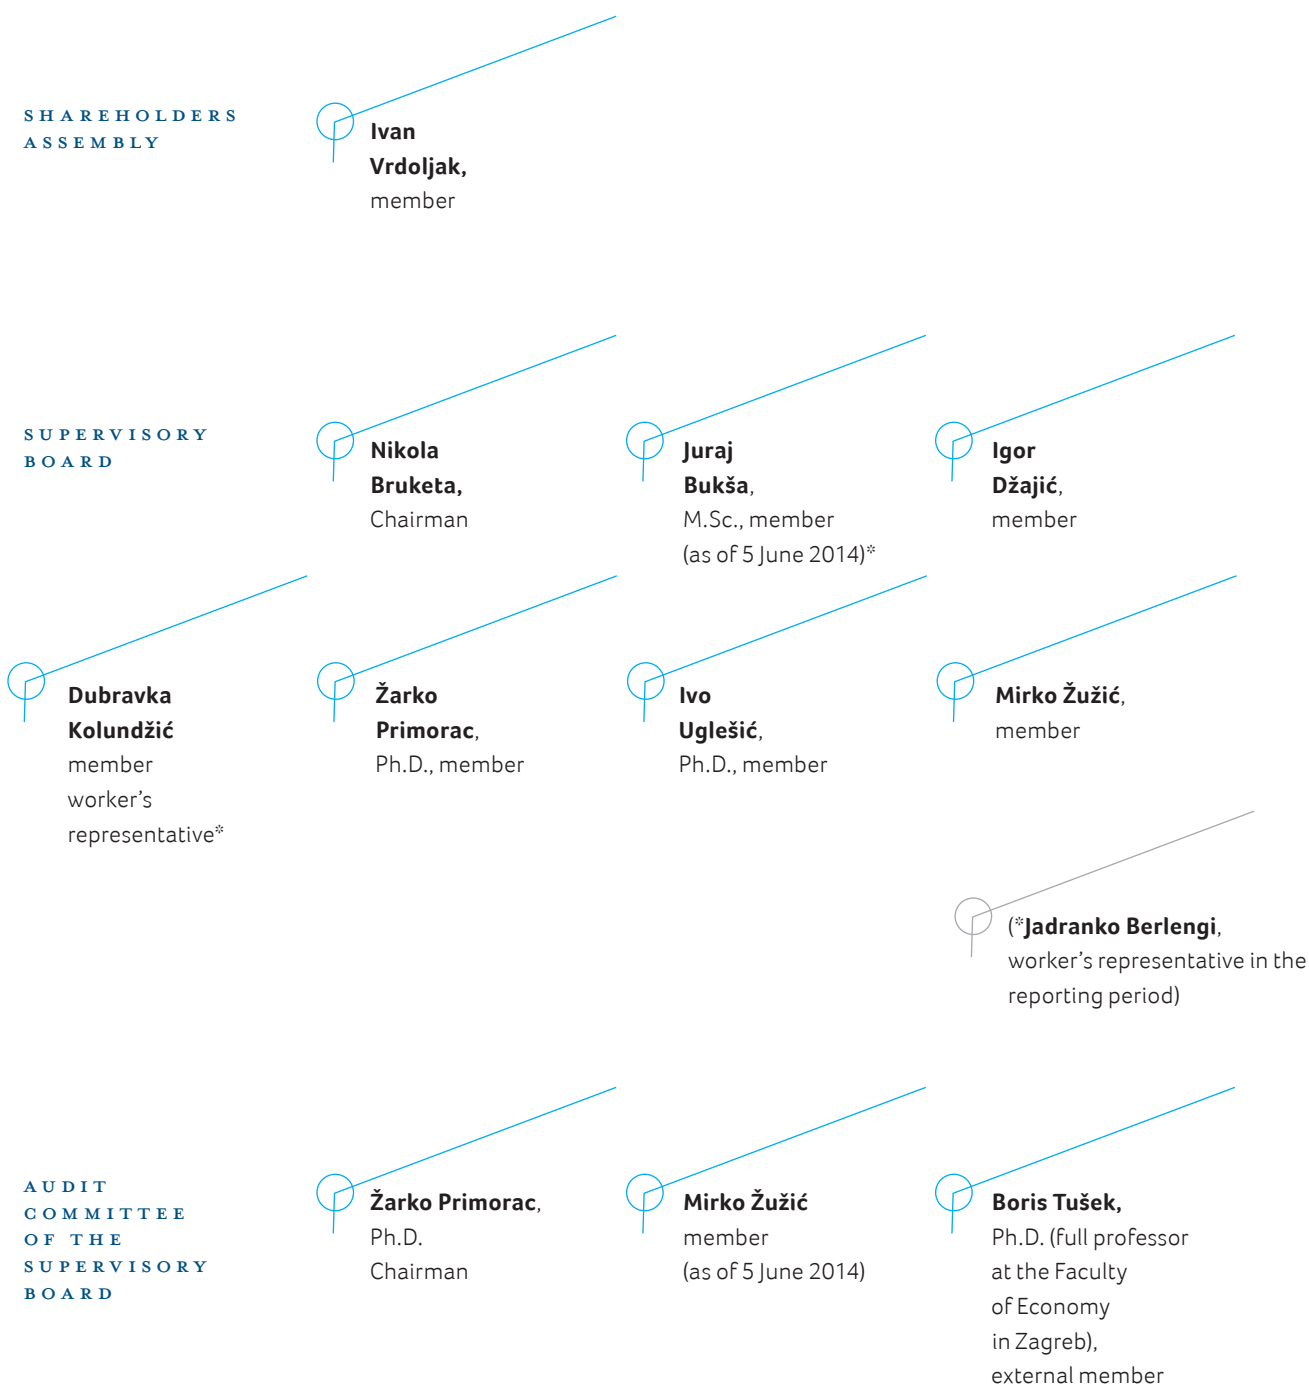 SHAREHOLDERS
ASSEMBLY
Ivan
Vrdoljak,
member
SUPERVISORY
BOARD
Nikola
Bruketa,
Chairman
Juraj
Bukša,
M.Sc., member
(as of 5 June 2014)*
Igor
Džajić,
member
Dubravka
Kolundžić
member
worker’s
representative*
Žarko
Primorac,
Ph.D., member
Ivo
Uglešić,
Ph.D., member
Mirko Žužić,
member
(*Jadranko Berlengi,
worker’s representative in the
reporting period)
AUDIT
COMMITTEE
OF THE
SUPERVISORY
BOARD
Žarko Primorac,
Ph.D.
Chairman
Mirko Žužić
member
(as of 5 June 2014)
Boris Tušek,
Ph.D. (full professor
at the Faculty
of Economy
in Zagreb),
external member